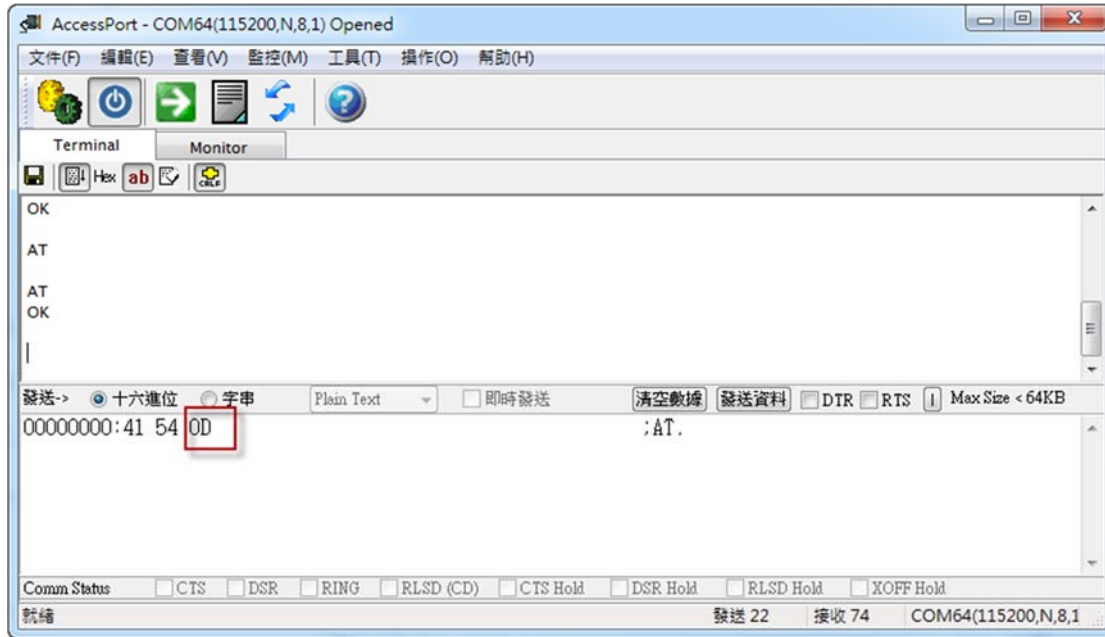 AccessPort - COM64(115200,N,8,1) Opened
文件(F) 編輯(E) 查看(V) 監控(M) 工具(T) 操作(O) 幫助(H)
Terminal Monitor
Hex ab CRLF
OK
AT
AT
OK
發送-> 十六進位 字串 Plain Text 即時發送 清空數據 發送資料 DTR RTS Max Size < 64KB
00000000:41 54 0D ;AT.
Comm Status CTS DSR RING RLSD (CD) CTS Hold DSR Hold RLSD Hold XOFF Hold
就緒 發送 22 接收 74 COM64(115200,N,8,1